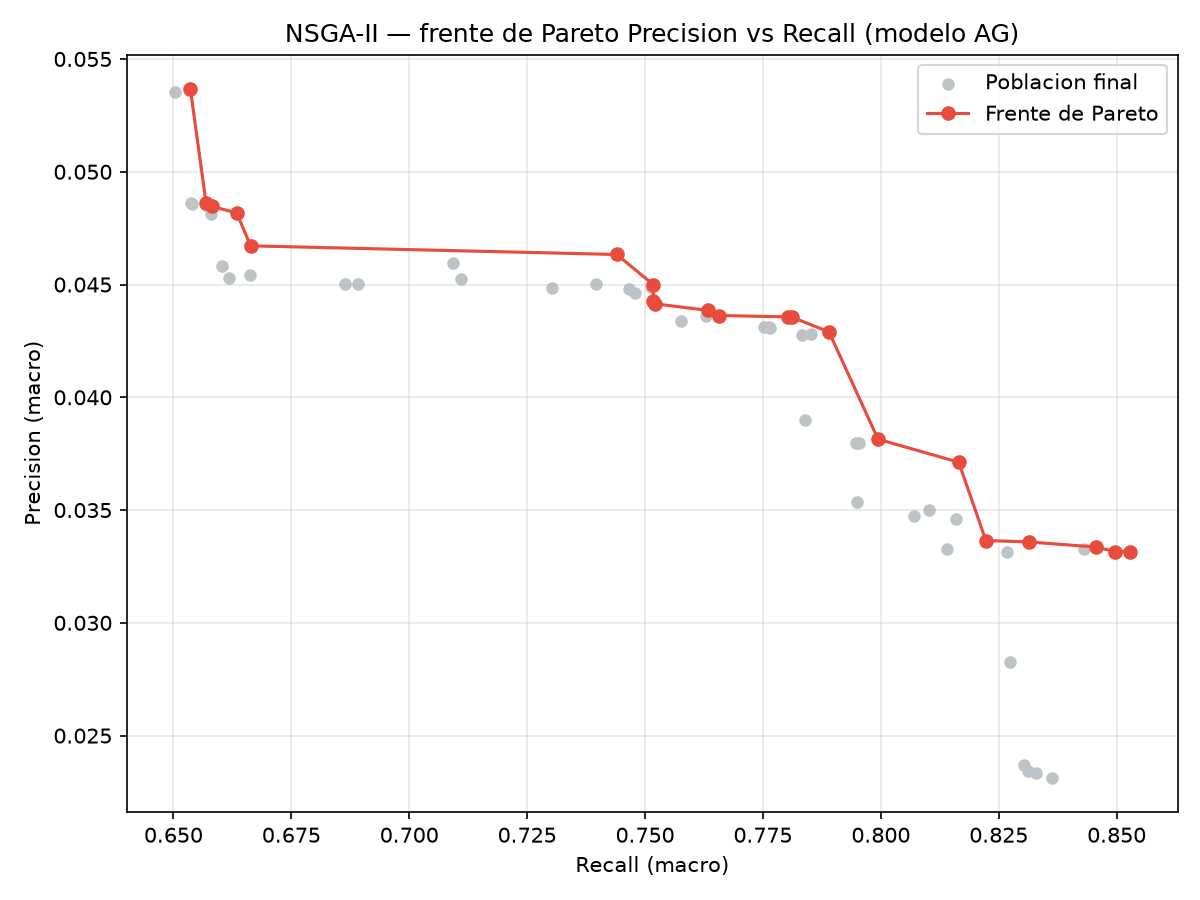 NSGA-II — frente de Pareto Precision vs Recall (modelo AG)
Poblacion final
Frente de Pareto
Precision (macro)
0.055
0.050
0.045
0.040
0.035
0.030
0.025
0.650 0.675 0.700 0.725 0.750 0.775 0.800 0.825 0.850
Recall (macro)